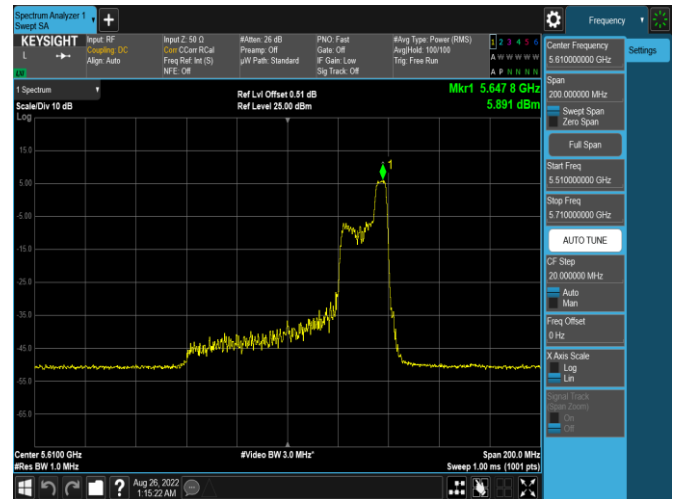 Spectrum Analyzer 1
Swept SA
Frequency
KEYSIGHT
L
LVI
Input: RF
Coupling: DC
Align: Auto
Input Z: 50 Ω
Corr CCorr RCal
Freq Ref: Int (S)
NFE: Off
#Atten: 26 dB
Preamp: Off
µW Path: Standard
PNO: Fast
Gate: Off
IF Gain: Low
Sig Track: Off
#Avg Type: Power (RMS)
Avg|Hold: 100/100
Trig: Free Run
1 2 3 4 5 6
A W W W W W
A P N N N N
1 Spectrum
Scale/Div 10 dB
Log
Ref Lvl Offset 0.51 dB
Ref Level 25.00 dBm
Mkr1 5.647 8 GHz
5.891 dBm
15.0
5.00
-5.00
-15.0
-25.0
-35.0
-45.0
-55.0
-65.0
1
Center 5.6100 GHz
#Res BW 1.0 MHz
#Video BW 3.0 MHz*
Span 200.0 MHz
Sweep 1.00 ms (1001 pts)
Aug 26, 2022
1:15:22 AM
?
Center Frequency
5.610000000 GHz
Settings
Span
200.000000 MHz
Swept Span
Zero Span
Full Span
Start Freq
5.510000000 GHz
Stop Freq
5.710000000 GHz
AUTO TUNE
CF Step
20.000000 MHz
Auto
Man
Freq Offset
0 Hz
X Axis Scale
Log
Lin
Signal Track
(Span Zoom)
On
Off